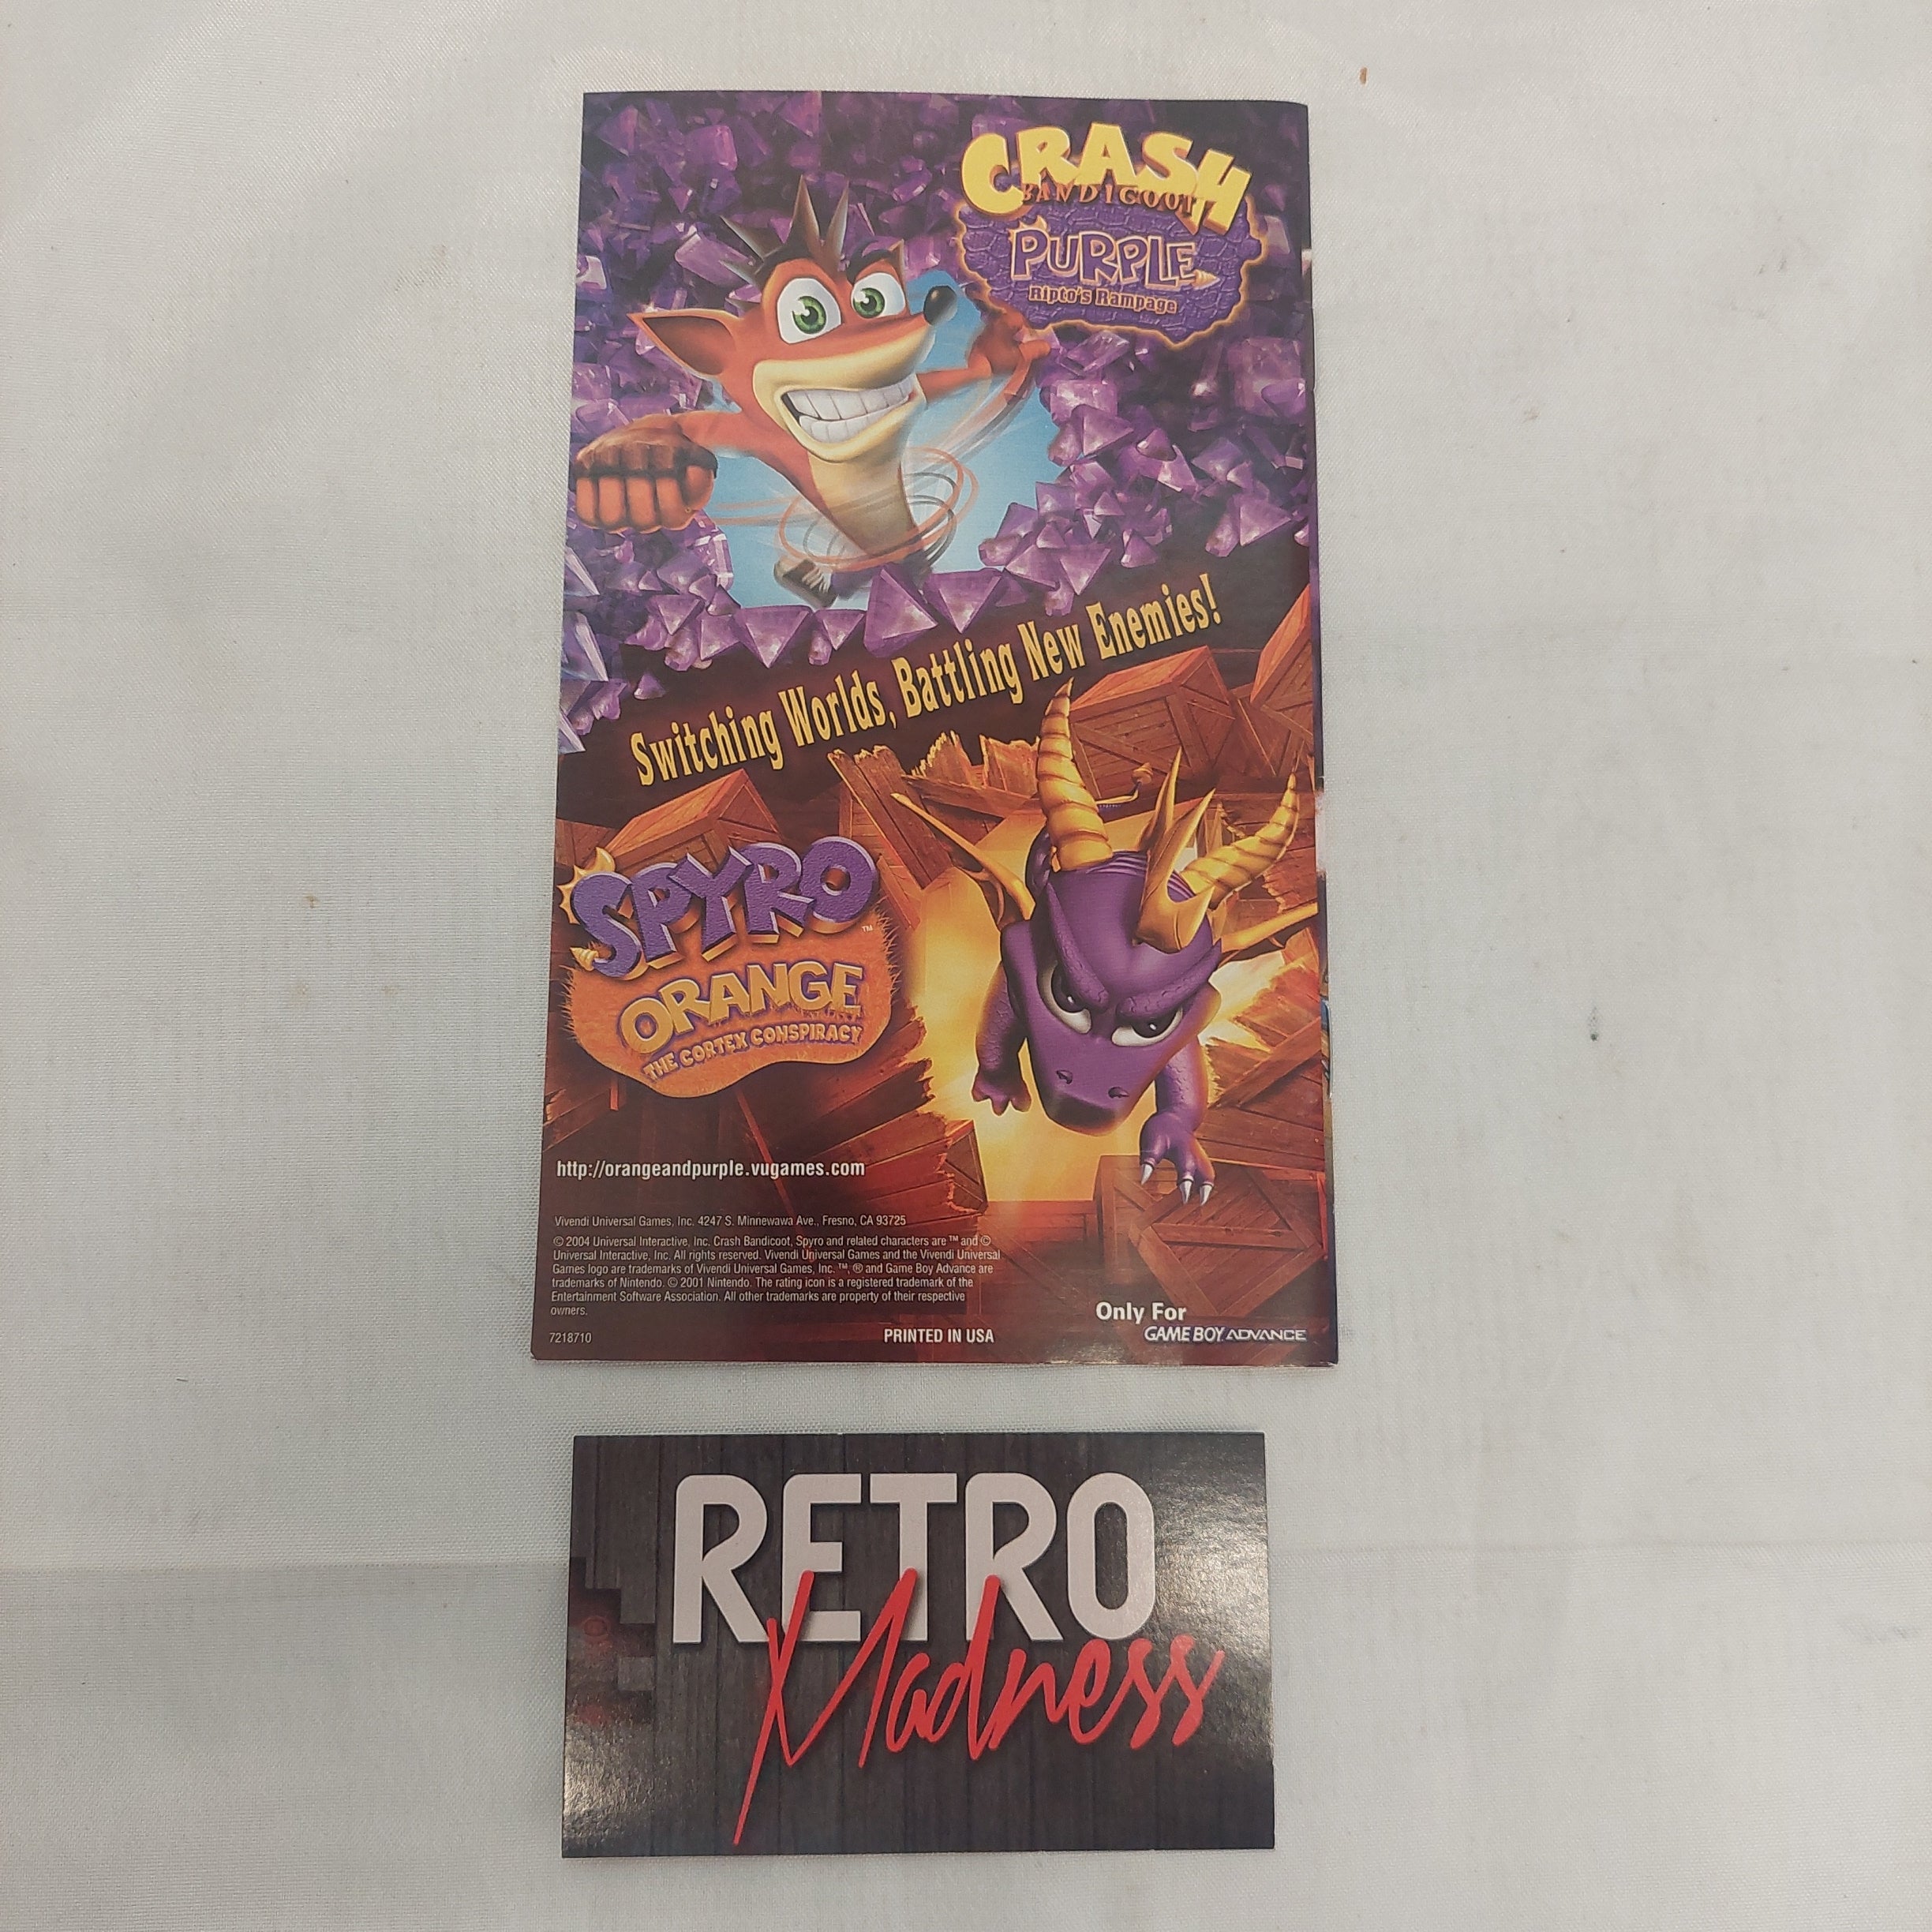 CRASH
BANDICOOT
PURPLE
Ripto's Rampage
Switching Worlds, Battling New Enemies!
SPYRO™
ORANGE
THE CORTEX CONSPIRACY
http://orangeandpurple.vugames.com
Vivendi Universal Games, Inc. 4247 S. Minnewawa Ave., Fresno, CA 93725
© 2004 Universal Interactive, Inc. Crash Bandicoot, Spyro and related characters are ™ and ©
Universal Interactive, Inc. All rights reserved. Vivendi Universal Games and the Vivendi Universal
Games logo are trademarks of Vivendi Universal Games, Inc. ™, ® and Game Boy Advance are
trademarks of Nintendo. © 2001 Nintendo. The rating icon is a registered trademark of the
Entertainment Software Association. All other trademarks are property of their respective
owners.
7218710
PRINTED IN USA
Only For
GAME BOY ADVANCE
RETRO
Madness